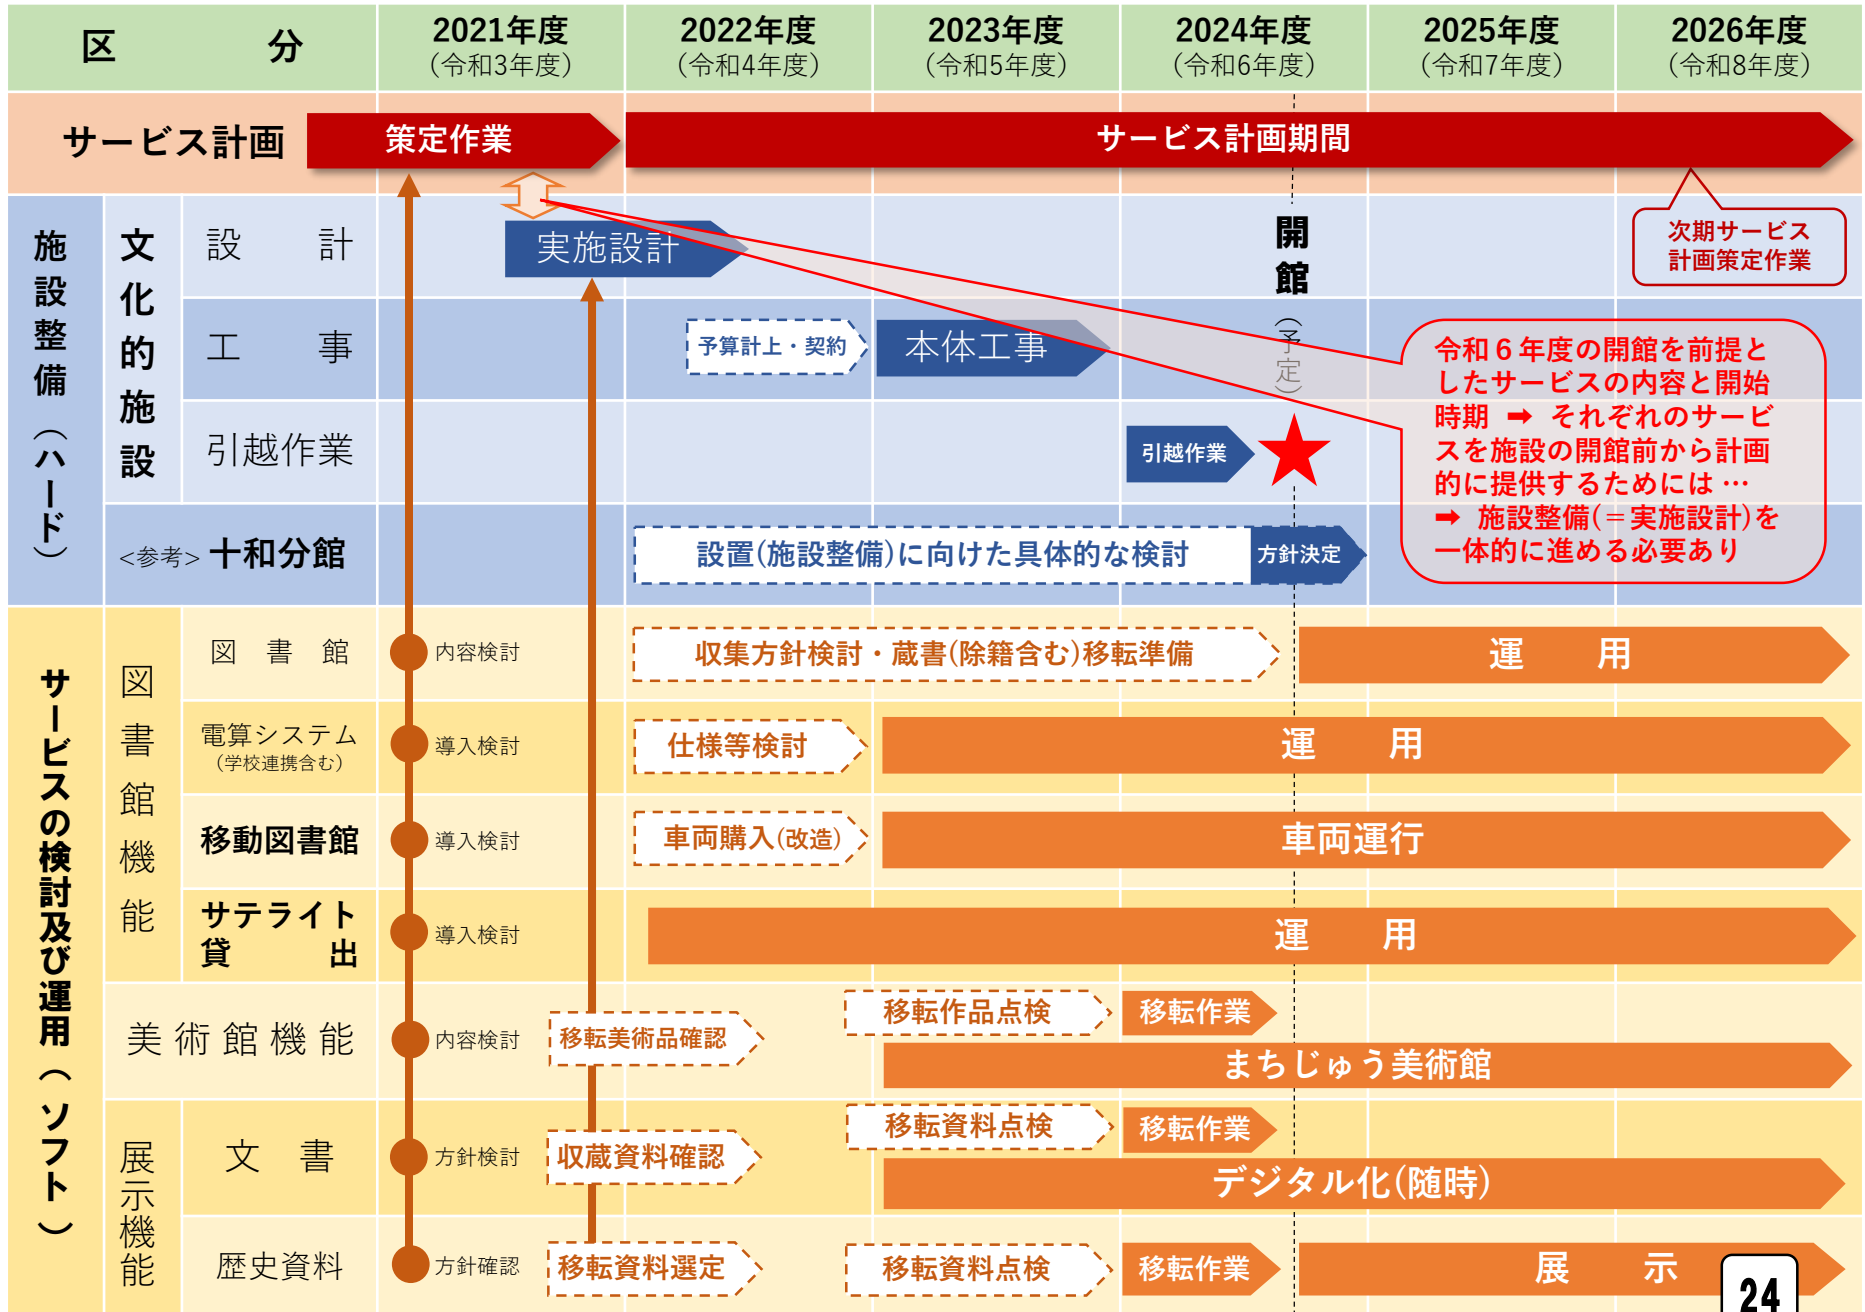 区　分
2021年度
（令和3年度）
2022年度
（令和4年度）
2023年度
（令和5年度）
2024年度
（令和6年度）
2025年度
（令和7年度）
2026年度
（令和8年度）
サービス計画
策定作業
サービス計画期間
次期サービス
計画策定作業
施設整備（ハード）
文化的施設
設　計
実施設計
開館（予定）
工　事
予算計上・契約
本体工事
引越作業
引越作業
令和６年度の開館を前提と
したサービスの内容と開始
時期 ➡ それぞれのサービ
スを施設の開館前から計画
的に提供するためには …
➡ 施設整備(＝実施設計)を
一体的に進める必要あり
<参考> 十和分館
設置(施設整備)に向けた具体的な検討
方針決定
サービスの検討及び運用（ソフト）
図書館機能
図　書　館
内容検討
収集方針検討・蔵書(除籍含む)移転準備
運　用
電算システム
（学校連携含む）
導入検討
仕様等検討
運　用
移動図書館
導入検討
車両購入(改造)
車両運行
サテライト
貸　出
導入検討
運　用
美術館機能
内容検討
移転美術品確認
移転作品点検
移転作業
まちじゅう美術館
展示機能
文　書
方針検討
収蔵資料確認
移転資料点検
移転作業
デジタル化(随時)
歴史資料
方針確認
移転資料選定
移転資料点検
移転作業
展　示
24